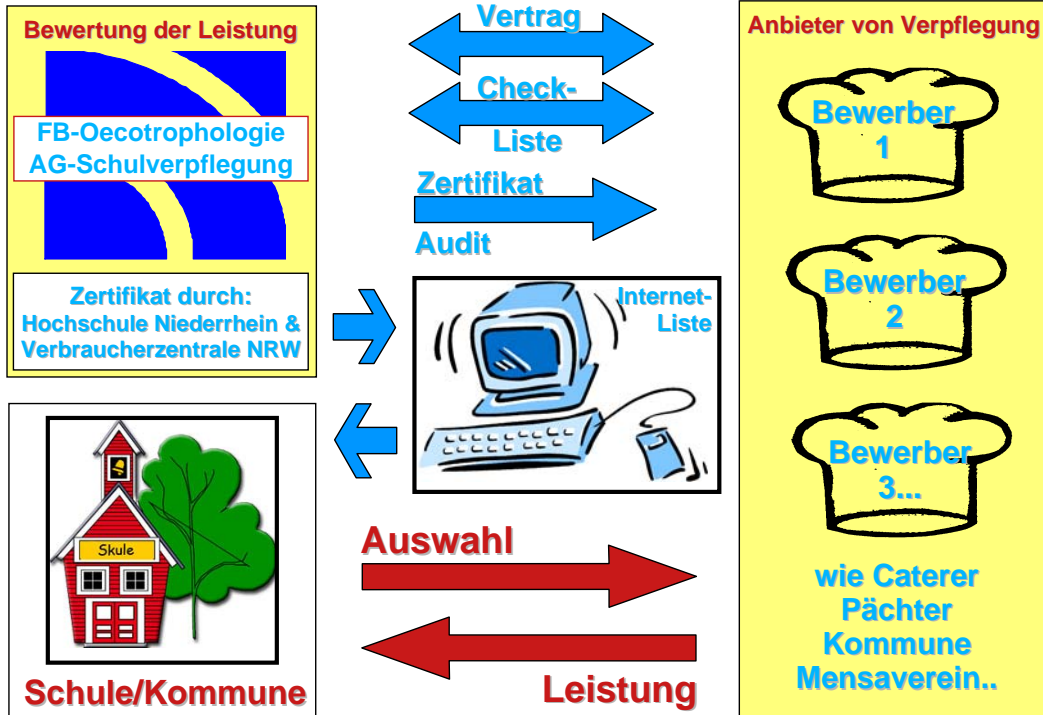 Bewertung der Leistung
FB-Oecotrophologie
AG-Schulverpflegung
Zertifikat durch:
Hochschule Niederrhein &
Verbraucherzentrale NRW
Vertrag
Check-
Liste
Zertifikat
Audit
Internet-
Liste
Skule
Schule/Kommune
Auswahl
Leistung
Anbieter von Verpflegung
Bewerber
1
Bewerber
2
Bewerber
3...
wie Caterer
Pächter
Kommune
Mensaverein..